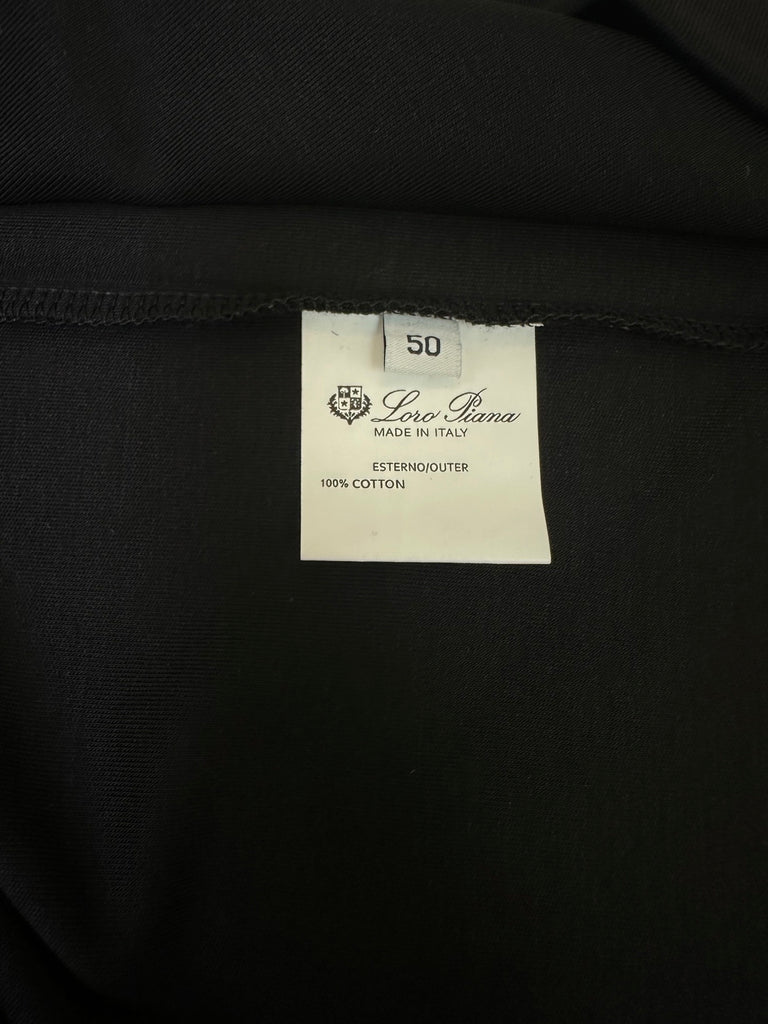 50
Loro Piana
MADE IN ITALY
ESTERNO/OUTER
100% COTTON